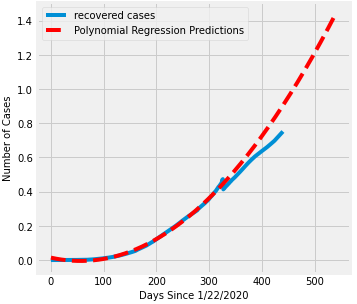 recovered cases
Polynomial Regression Predictions
Number of Cases
1.4
1.2
1.0
0.8
0.6
0.4
0.2
0.0
0 100 200 300 400 500
Days Since 1/22/2020